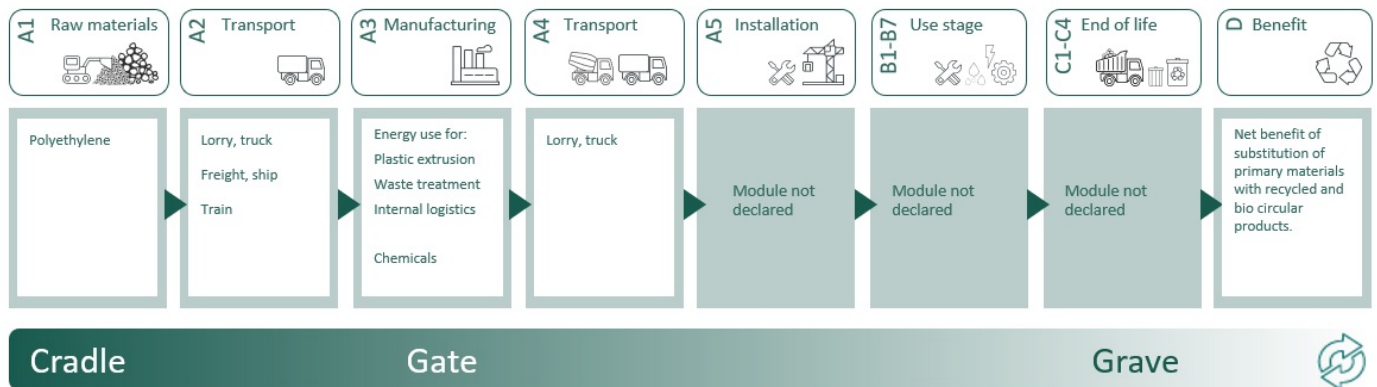 A1 Raw materials
A2 Transport
A3 Manufacturing
A4 Transport
A5 Installation
B1-B7 Use stage
C1-C4 End of life
D Benefit
Polyethylene
Lorry, truck
Freight, ship
Train
Energy use for:
Plastic extrusion
Waste treatment
Internal logistics
Chemicals
Lorry, truck
Module not
declared
Module not
declared
Module not
declared
Net benefit of
substitution of
primary materials
with recycled and
bio circular
products.
Cradle
Gate
Grave